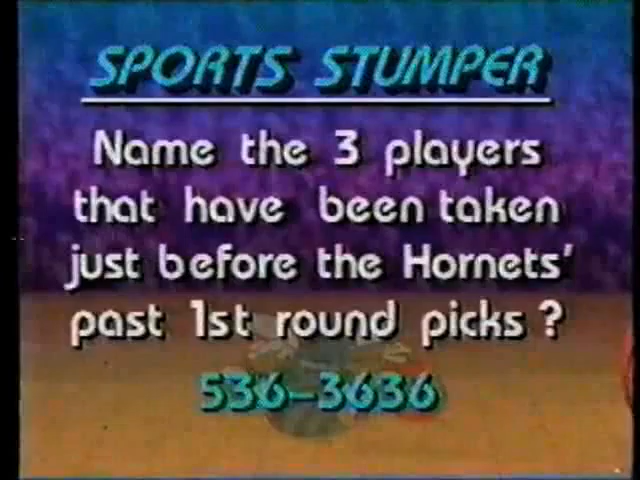 SPORTS STUMPER
Name the 3 players
that have been taken
just before the Hornets'
past 1st round picks ?
536-3636